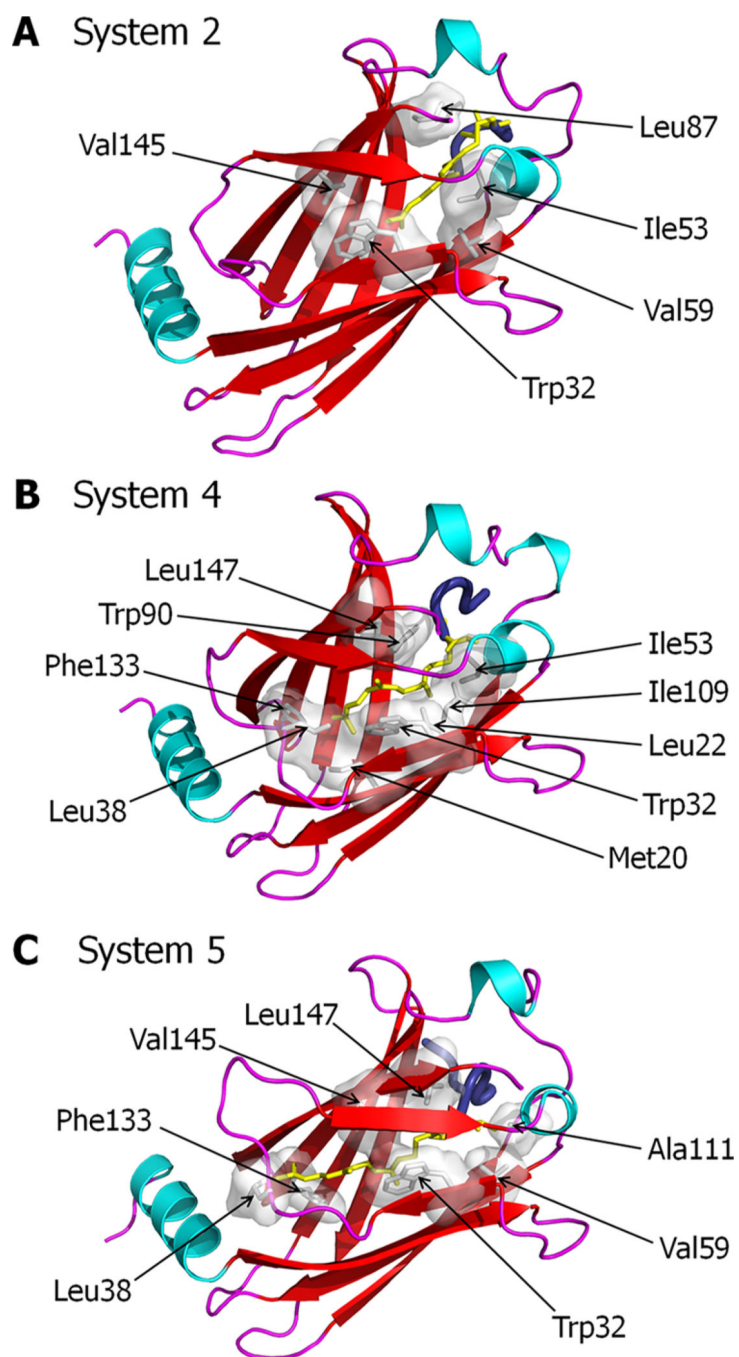 A System 2
Leu87
Val145
Ile53
Val59
Trp32
B System 4
Leu147
Trp90
Ile53
Phe133
Ile109
Leu22
Trp32
Leu38
Met20
C System 5
Leu147
Val145
Phe133
Ala111
Val59
Leu38
Trp32